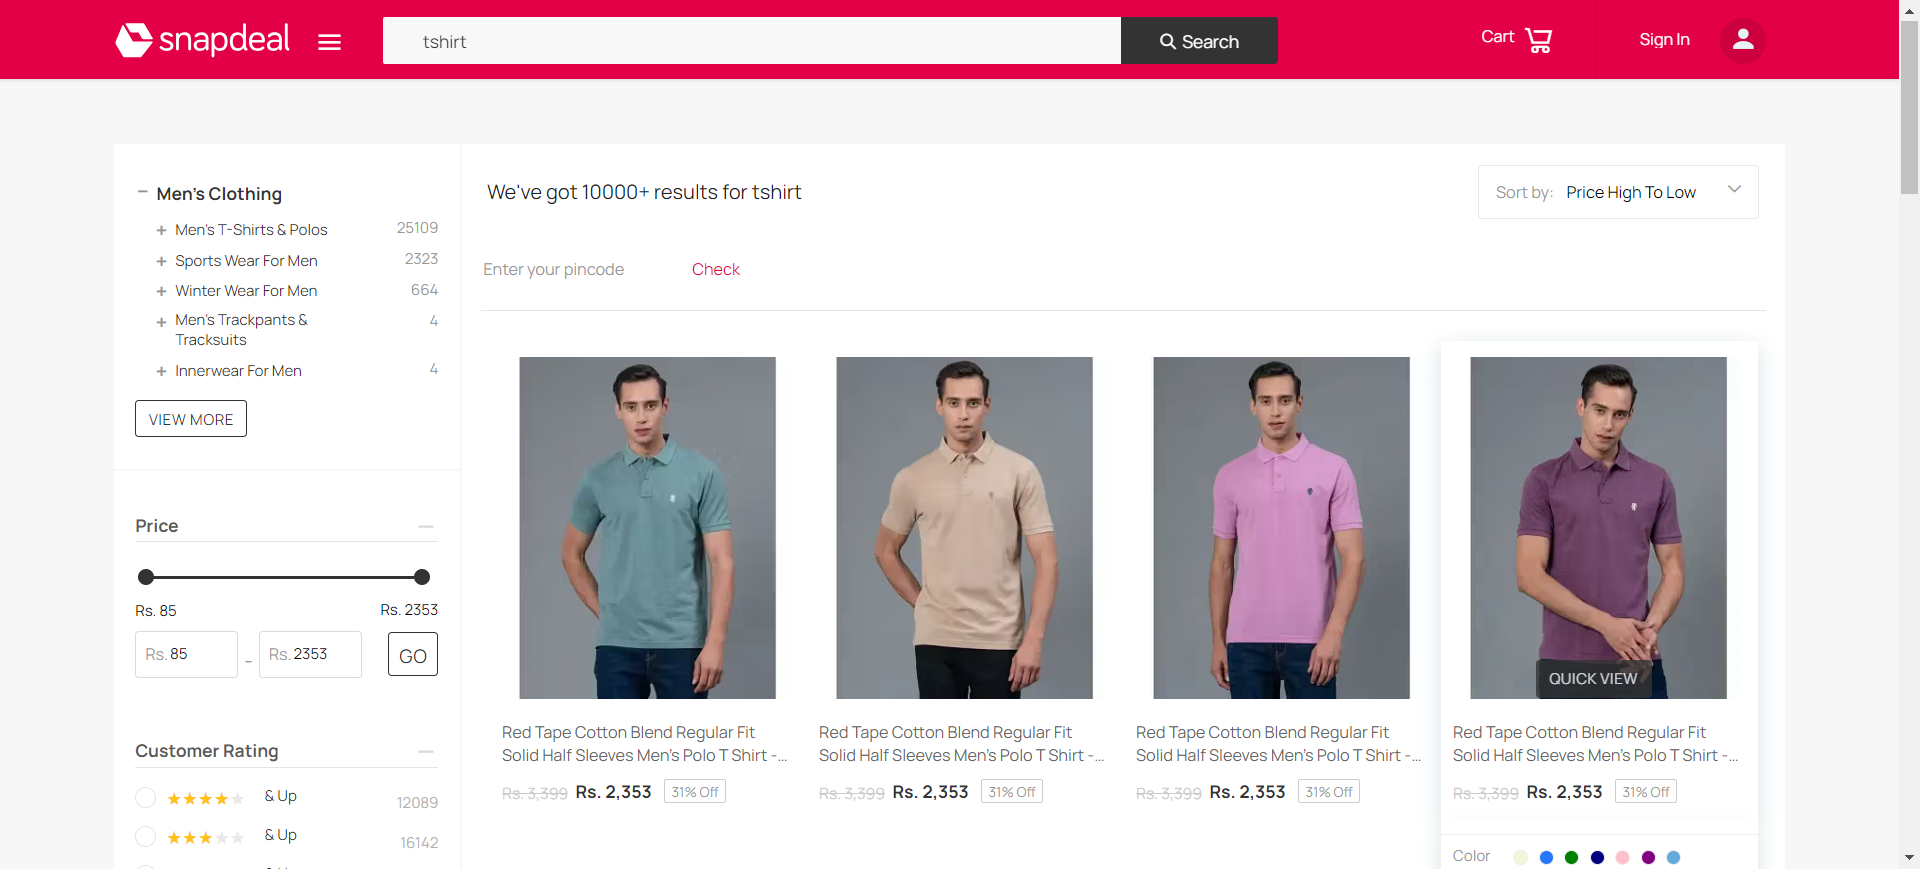 snapdeal
tshirt
Search
Cart
Sign In
Men's Clothing
Men's T-Shirts & Polos 25109
Sports Wear For Men 2323
Winter Wear For Men 664
Men's Trackpants & 4
Tracksuits
Innerwear For Men 4
VIEW MORE
Price
Rs. 85 Rs. 2353
Rs. 85 - Rs. 2353 GO
Customer Rating
& Up 12089
& Up 16142
We've got 10000+ results for tshirt
Sort by: Price High To Low
Enter your pincode Check
QUICK VIEW
Red Tape Cotton Blend Regular Fit
Solid Half Sleeves Men's Polo T Shirt -...
Rs. 3,399 Rs. 2,353 31% Off
Red Tape Cotton Blend Regular Fit
Solid Half Sleeves Men's Polo T Shirt -...
Rs. 3,399 Rs. 2,353 31% Off
Red Tape Cotton Blend Regular Fit
Solid Half Sleeves Men's Polo T Shirt -...
Rs. 3,399 Rs. 2,353 31% Off
Red Tape Cotton Blend Regular Fit
Solid Half Sleeves Men's Polo T Shirt -...
Rs. 3,399 Rs. 2,353 31% Off
Color